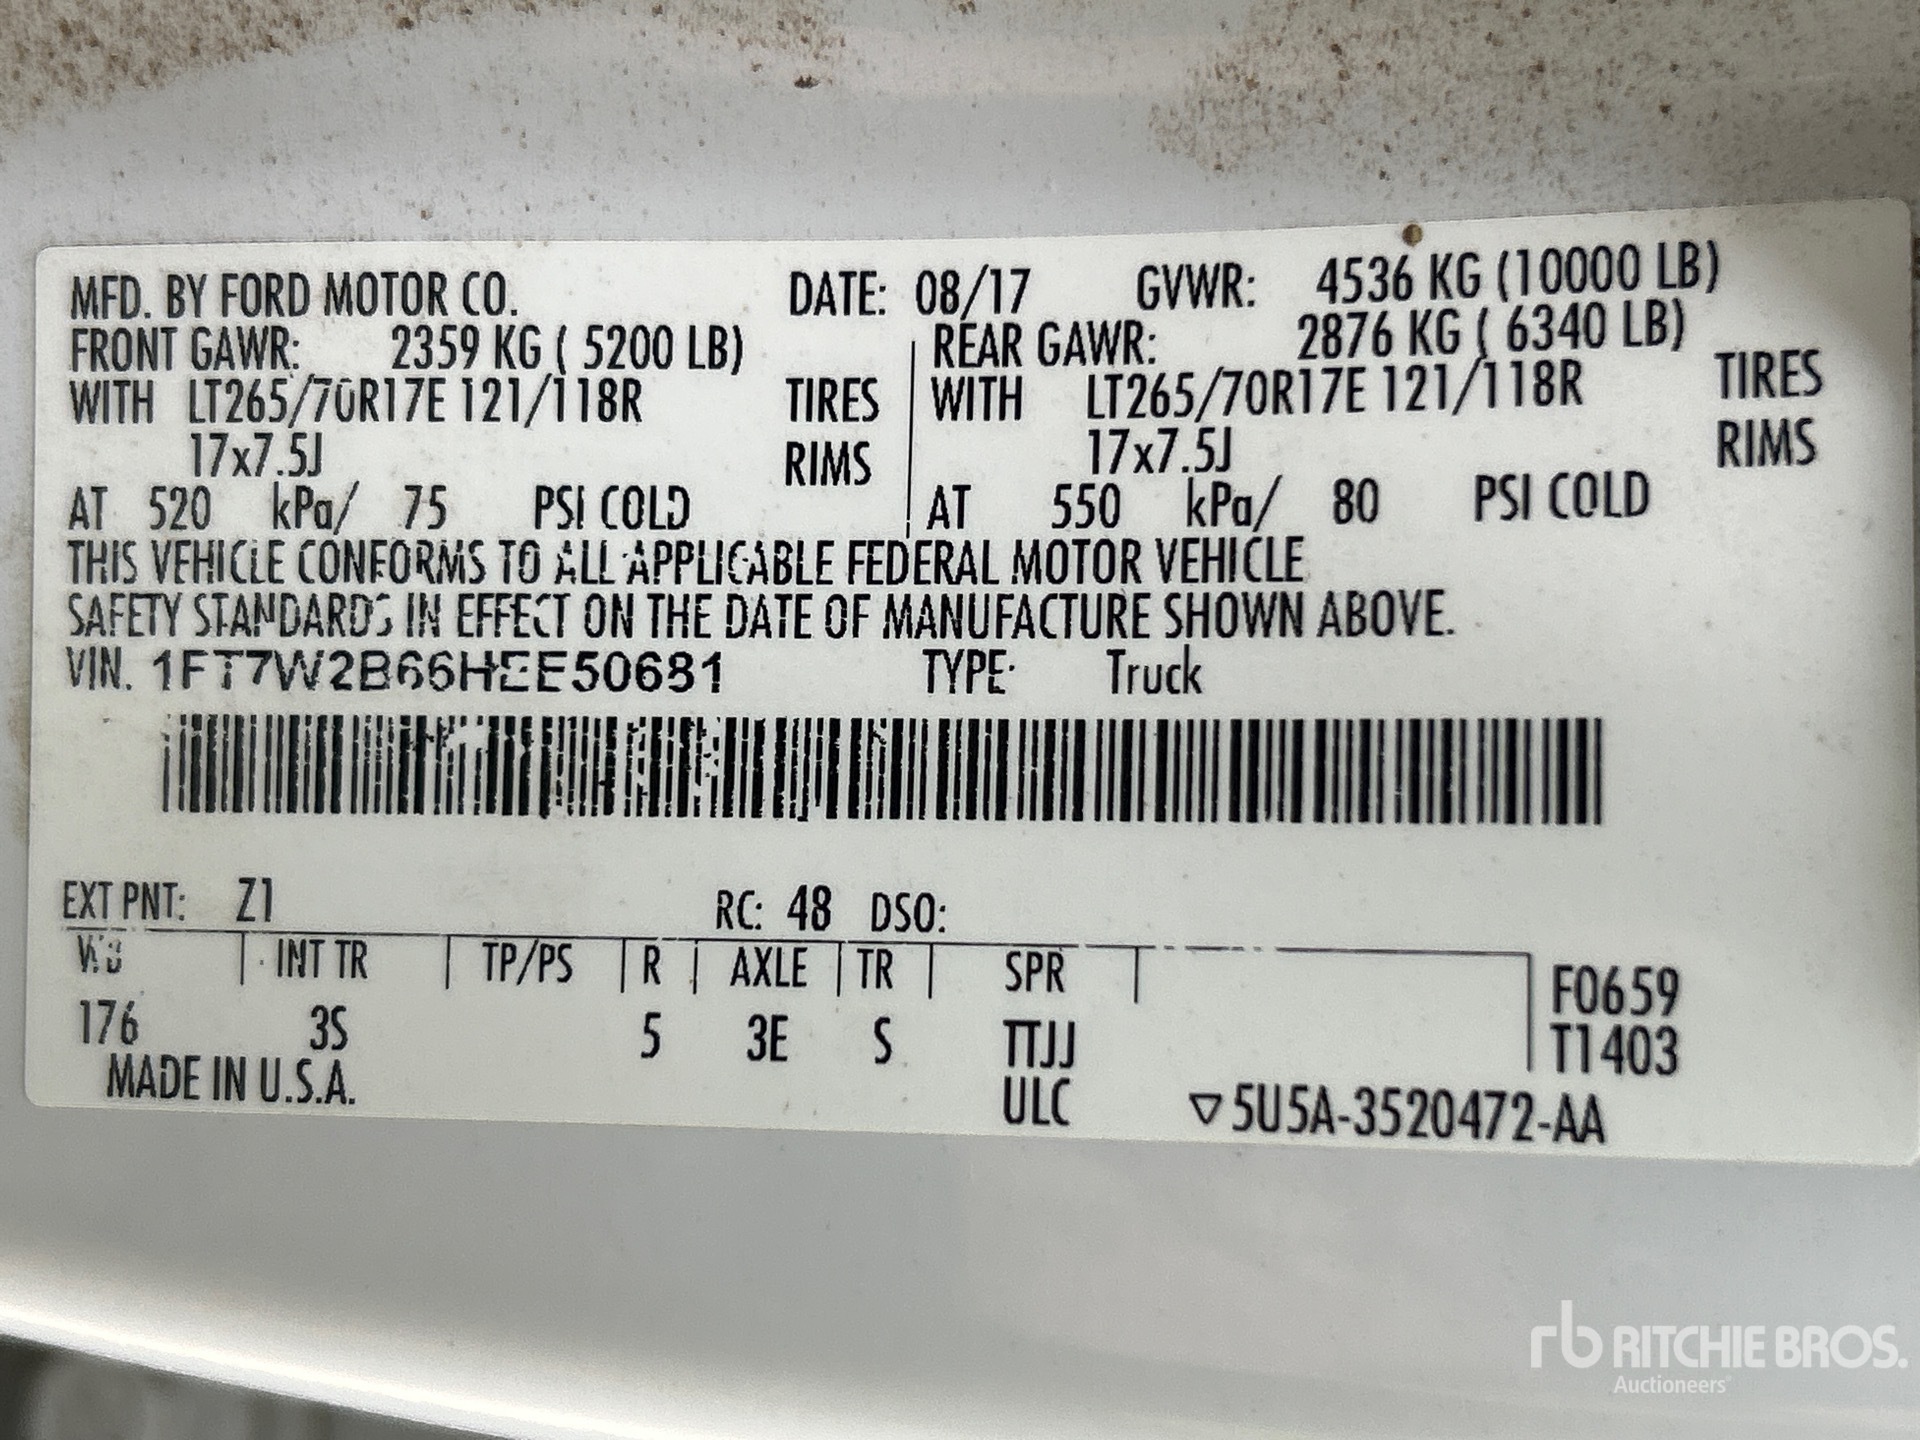 MFD. BY FORD MOTOR CO. DATE: 08/17 GVWR: 4536 KG (10000 LB)
FRONT GAWR: 2359 KG ( 5200 LB) REAR GAWR: 2876 KG ( 6340 LB)
WITH LT265/70R17E 121/118R TIRES WITH LT265/70R17E 121/118R TIRES
17x7.5J RIMS 17x7.5J RIMS
AT 520 kPa/ 75 PSI COLD AT 550 kPa/ 80 PSI COLD
THIS VEHICLE CONFORMS TO ALL APPLICABLE FEDERAL MOTOR VEHICLE
SAFETY STANDARDS IN EFFECT ON THE DATE OF MANUFACTURE SHOWN ABOVE.
VIN. 1FT7W2B66HEE50681 TYPE: Truck
EXT PNT: Z1 RC: 48 DSO:
WB INT TR TP/PS R AXLE TR SPR
176 3S 5 3E S TTJJ
F0659
T1403
MADE IN U.S.A. ULC ▽5U5A-3520472-AA
rb RITCHIE BROS.
Auctioneers